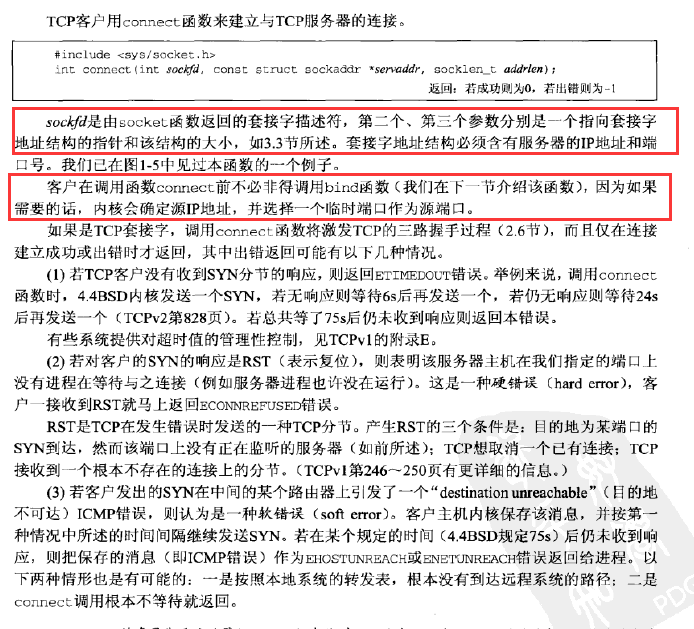 TCP客户用connect函数来建立与TCP服务器的连接。
#include <sys/socket.h>
int connect(int sockfd, const struct sockaddr *servaddr, socklen_t addrlen);
返回：若成功则为0，若出错则为-1
sockfd是由socket函数返回的套接字描述符，第二个、第三个参数分别是一个指向套接字
地址结构的指针和该结构的大小，如3.3节所述。套接字地址结构必须含有服务器的IP地址和端
口号。我们已在图1-5中见过本函数的一个例子。
客户在调用函数connect前不必非得调用bind函数（我们在下一节介绍该函数），因为如果
需要的话，内核会确定源IP地址，并选择一个临时端口作为源端口。
如果是TCP套接字，调用connect函数将激发TCP的三路握手过程（2.6节），而且仅在连接
建立成功或出错时才返回，其中出错返回可能有以下几种情况。
(1) 若TCP客户没有收到SYN分节的响应，则返回ETIMEDOUT错误。举例来说，调用connect
函数时，4.4BSD内核发送一个SYN，若无响应则等待6s后再发送一个，若仍无响应则等待24s
后再发送一个（TCPv2第828页）。若总共等了75s后仍未收到响应则返回本错误。
有些系统提供对超时值的管理性控制，见TCPv1的附录E。
(2) 若对客户的SYN的响应是RST（表示复位），则表明该服务器主机在我们指定的端口上
没有进程在等待与之连接（例如服务器进程也许没在运行）。这是一种硬错误（hard error），客
户一接收到RST就马上返回ECONNREFUSED错误。
RST是TCP在发生错误时发送的一种TCP分节。产生RST的三个条件是：目的地为某端口的
SYN到达，然而该端口上没有正在监听的服务器（如前所述）；TCP想取消一个已有连接；TCP
接收到一个根本不存在的连接上的分节。（TCPv1第246～250页有更详细的信息。）
(3) 若客户发出的SYN在中间的某个路由器上引发了一个“destination unreachable”（目的地
不可达）ICMP错误，则认为是一种软错误（soft error）。客户主机内核保存该消息，并按第一
种情况中所述的时间间隔继续发送SYN。若在某个规定的时间（4.4BSD规定75s）后仍未收到响
应，则把保存的消息（即ICMP错误）作为EHOSTUNREACH或ENETUNREACH错误返回给进程。以
下两种情形也是有可能的：一是按照本地系统的转发表，根本没有到达远程系统的路径；二是
connect调用根本不等待就返回。